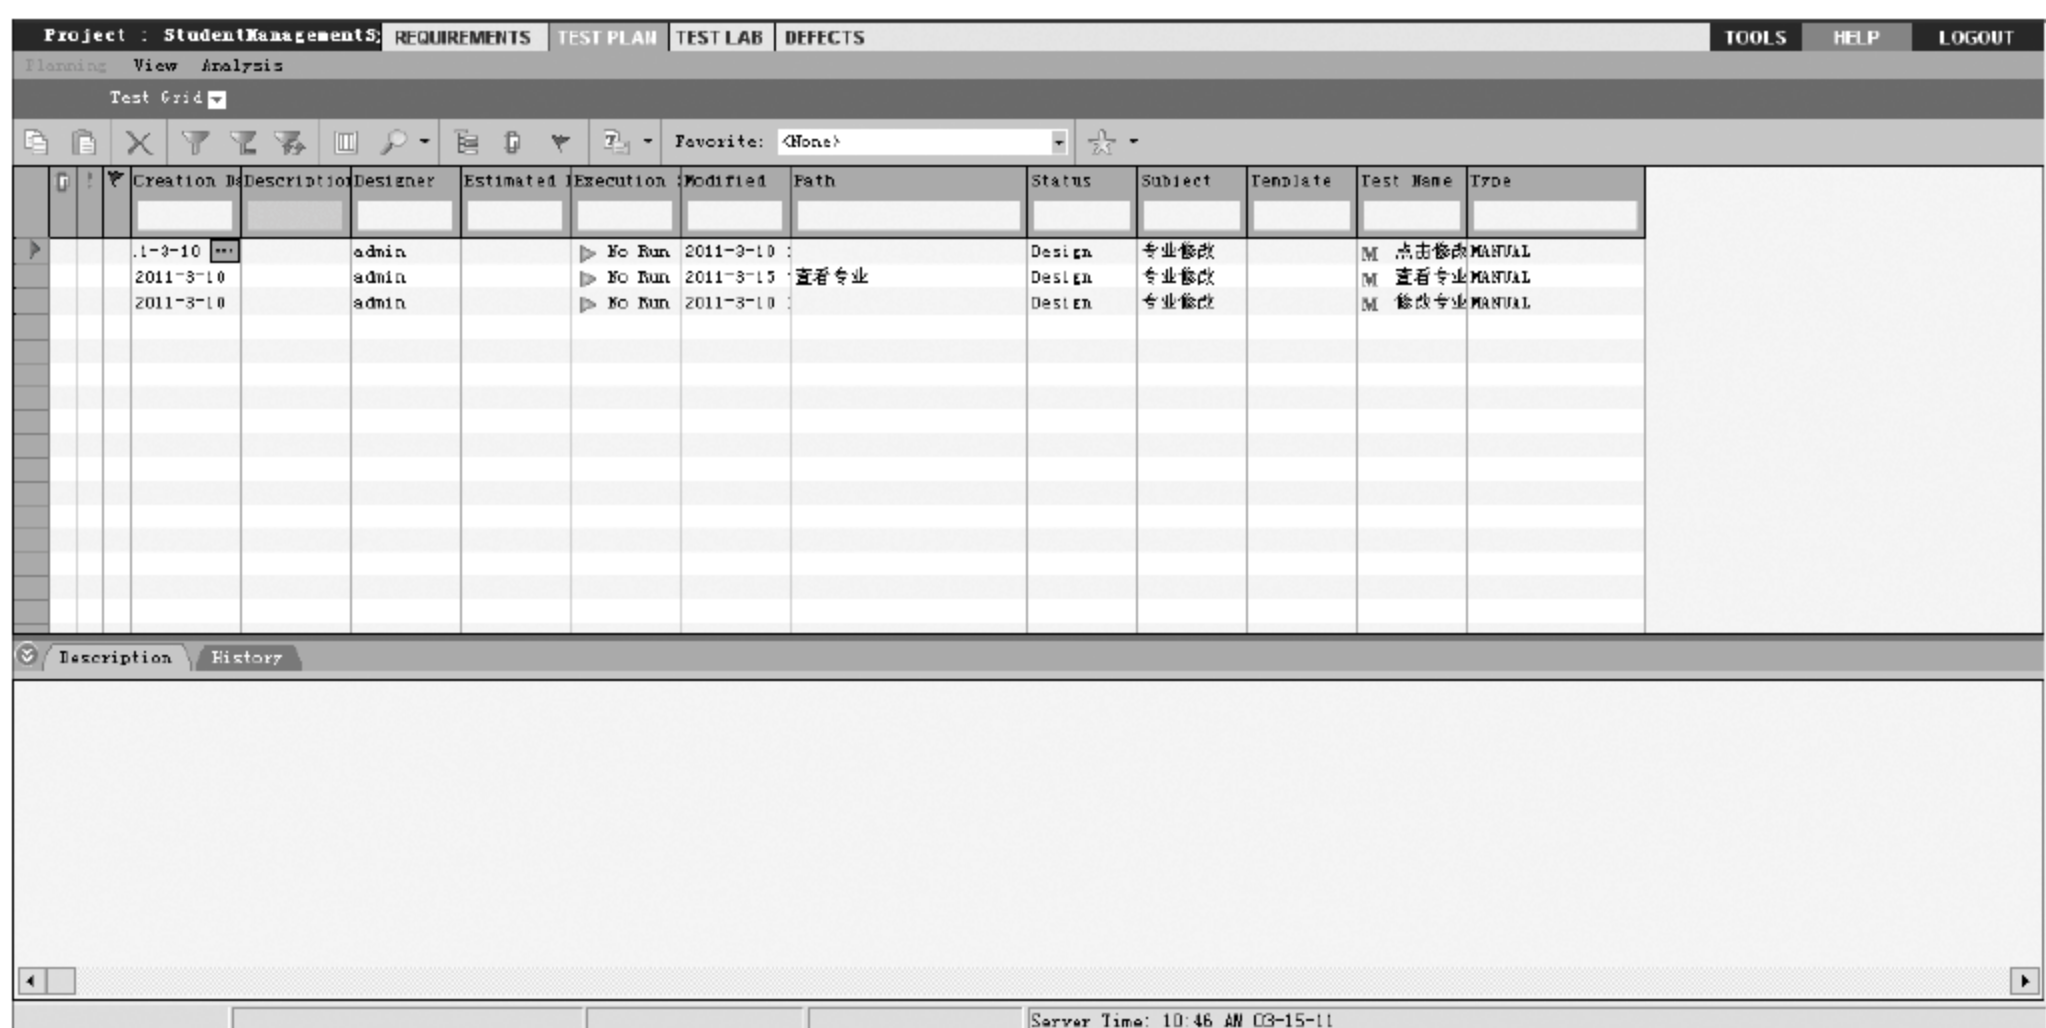 Project : StudentManagementS REQUIREMENTS TEST PLAN TEST LAB DEFECTS TOOLS HELP LOGOUT
Planning View Analysis
Test Grid
Favorite: <None>
Creation Da Description Designer Estimated Execution Modified Path Status Subject Template Test Name Type
.1-3-10 ... admin No Run 2011-3-10 Design 专业修改 M 点击修改 MANUAL
2011-3-10 admin No Run 2011-3-15 查看专业 Design 专业修改 M 查看专业 MANUAL
2011-3-10 admin No Run 2011-3-10 Design 专业修改 M 修改专业 MANUAL
Description History
Server Time: 10:46 AM 03-15-11